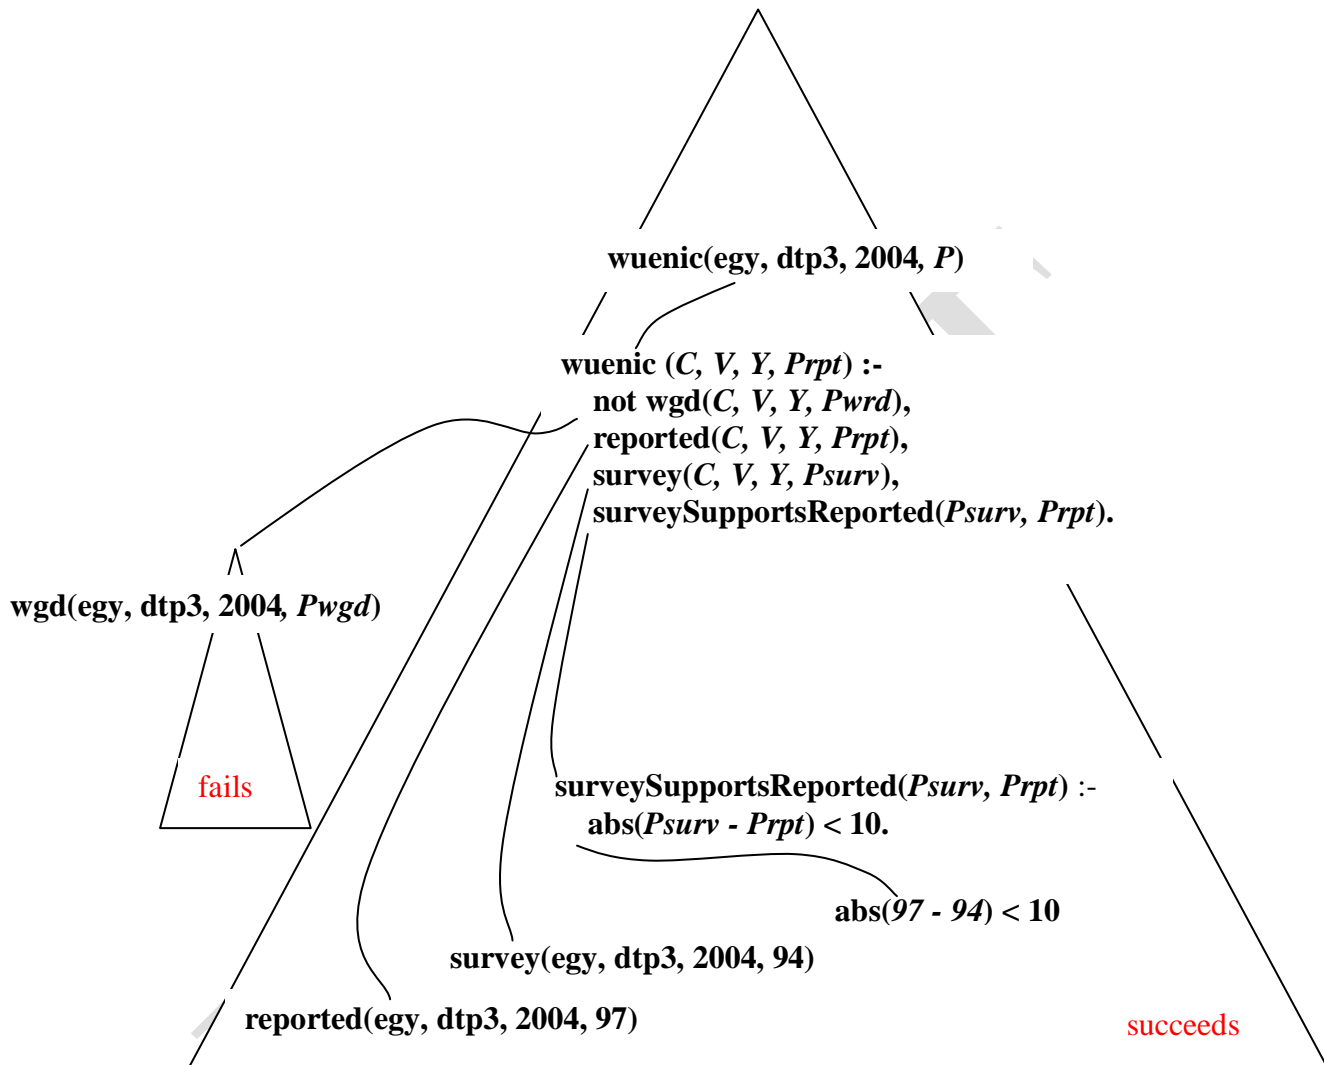 wuenic(egy, dtp3, 2004, P)
wuenic (C, V, Y, Prpt) :-
not wgd(C, V, Y, Pwrd),
reported(C, V, Y, Prpt),
survey(C, V, Y, Psurv),
surveySupportsReported(Psurv, Prpt).
wgd(egy, dtp3, 2004, Pwgd)
fails
surveySupportsReported(Psurv, Prpt) :-
abs(Psurv - Prpt) < 10.
abs(97 - 94) < 10
survey(egy, dtp3, 2004, 94)
reported(egy, dtp3, 2004, 97)
succeeds